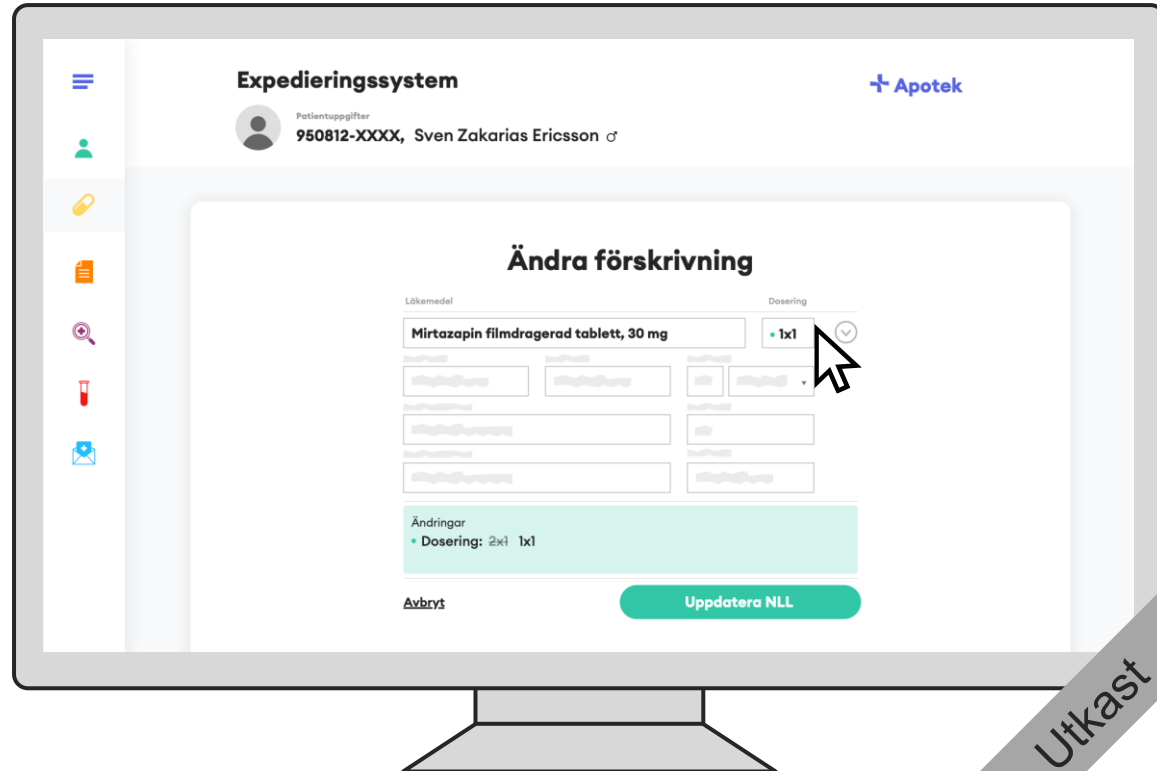 Expedieringssystem
Apotek
Patientuppgifter
950812-XXXX, Sven Zakarias Ericsson ♂
Ändra förskrivning
Läkemedel Dosering
Mirtazapin filmdragerad tablett, 30 mg • 1x1
Ändringar
• Dosering: 2x1 1x1
Avbryt Uppdatera NLL
Utkast